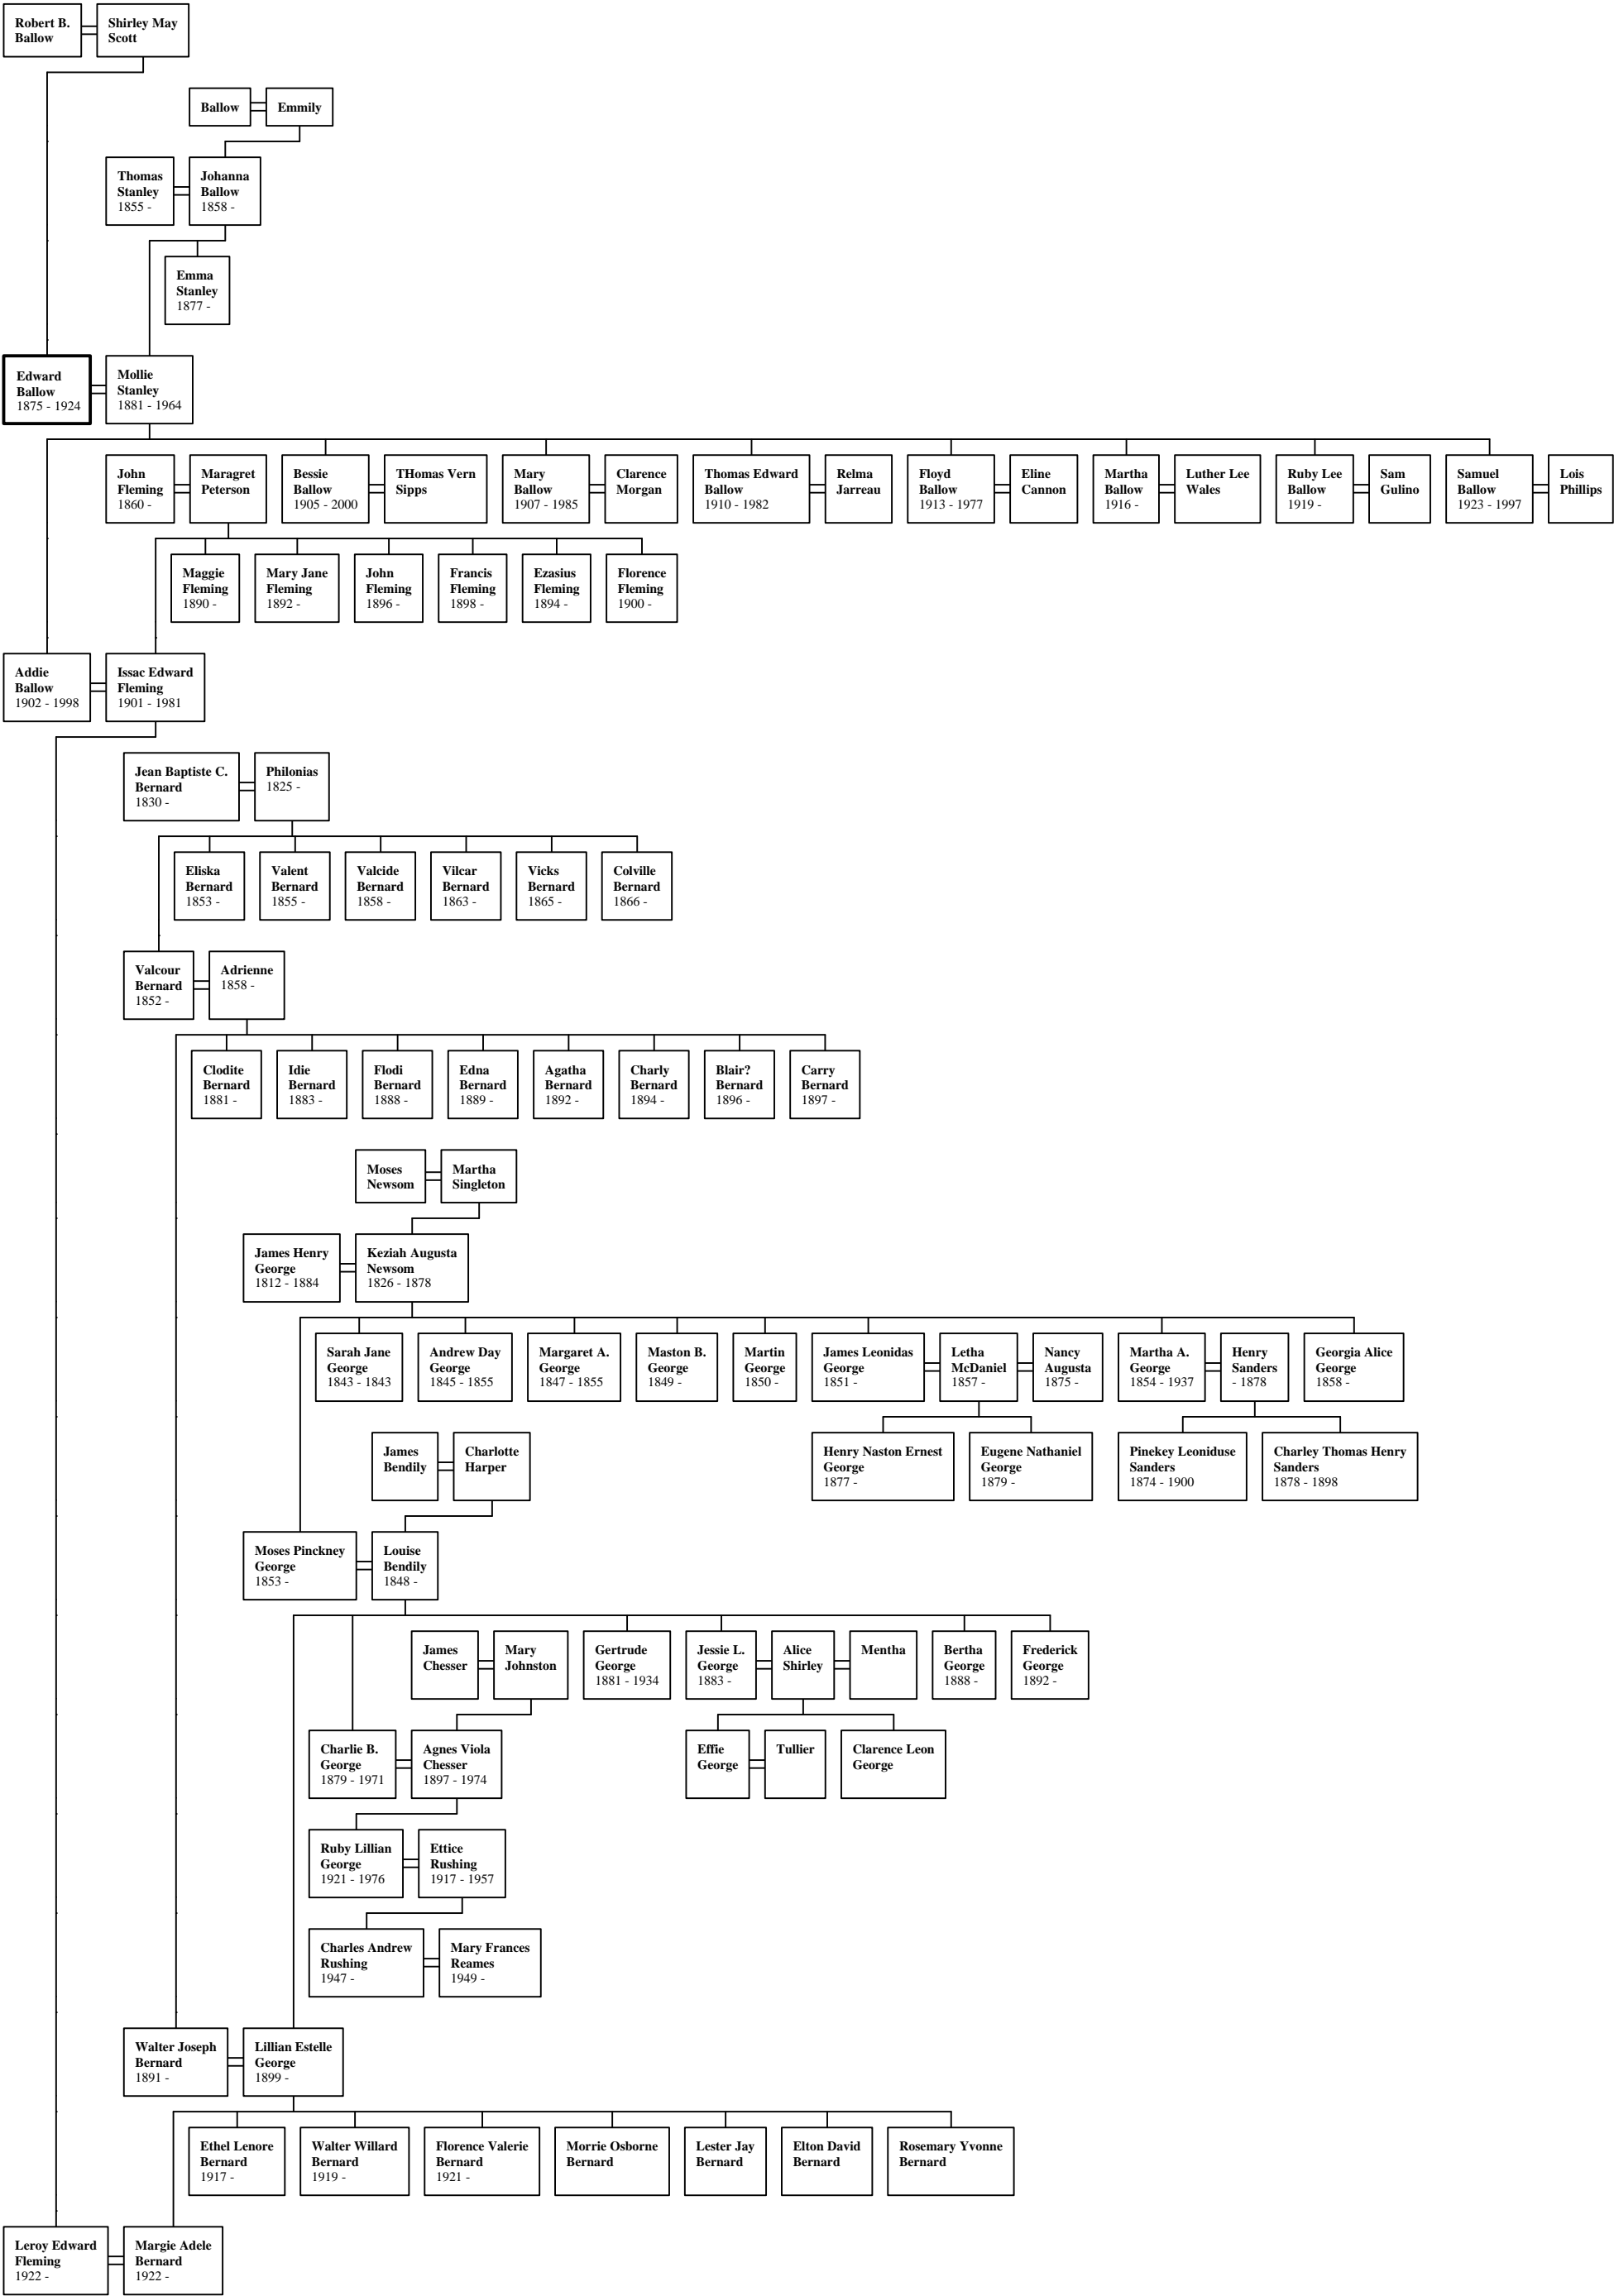 Robert B.
Ballow
Shirley May
Scott
Ballow
Emmily
Thomas
Stanley
1855 -
Johanna
Ballow
1858 -
Emma
Stanley
1877 -
Edward
Ballow
1875 - 1924
Mollie
Stanley
1881 - 1964
John
Fleming
1860 -
Maragret
Peterson
Bessie
Ballow
1905 - 2000
THomas Vern
Sipps
Mary
Ballow
1907 - 1985
Clarence
Morgan
Thomas Edward
Ballow
1910 - 1982
Relma
Jarreau
Floyd
Ballow
1913 - 1977
Eline
Cannon
Martha
Ballow
1916 -
Luther Lee
Wales
Ruby Lee
Ballow
1919 -
Sam
Gulino
Samuel
Ballow
1923 - 1997
Lois
Phillips
Maggie
Fleming
1890 -
Mary Jane
Fleming
1892 -
John
Fleming
1896 -
Francis
Fleming
1898 -
Ezasius
Fleming
1894 -
Florence
Fleming
1900 -
Addie
Ballow
1902 - 1998
Issac Edward
Fleming
1901 - 1981
Jean Baptiste C.
Bernard
1830 -
Philonias
1825 -
Eliska
Bernard
1853 -
Valent
Bernard
1855 -
Valcide
Bernard
1858 -
Vilcar
Bernard
1863 -
Vicks
Bernard
1865 -
Colville
Bernard
1866 -
Valcour
Bernard
1852 -
Adrienne
1858 -
Clodite
Bernard
1881 -
Idie
Bernard
1883 -
Flodi
Bernard
1888 -
Edna
Bernard
1889 -
Agatha
Bernard
1892 -
Charly
Bernard
1894 -
Blair?
Bernard
1896 -
Carry
Bernard
1897 -
Moses
Newsom
Martha
Singleton
James Henry
George
1812 - 1884
Keziah Augusta
Newsom
1826 - 1878
Sarah Jane
George
1843 - 1843
Andrew Day
George
1845 - 1855
Margaret A.
George
1847 - 1855
Maston B.
George
1849 -
Martin
George
1850 -
James Leonidas
George
1851 -
Letha
McDaniel
1857 -
Nancy
Augusta
1875 -
Martha A.
George
1854 - 1937
Henry
Sanders
- 1878
Georgia Alice
George
1858 -
James
Bendily
Charlotte
Harper
Henry Naston Ernest
George
1877 -
Eugene Nathaniel
George
1879 -
Pinekey Leoniduse
Sanders
1874 - 1900
Charley Thomas Henry
Sanders
1878 - 1898
Moses Pinckney
George
1853 -
Louise
Bendily
1848 -
James
Chesser
Mary
Johnston
Gertrude
George
1881 - 1934
Jessie L.
George
1883 -
Alice
Shirley
Mentha
Bertha
George
1888 -
Frederick
George
1892 -
Charlie B.
George
1879 - 1971
Agnes Viola
Chesser
1897 - 1974
Effie
George
Tullier
Clarence Leon
George
Ruby Lillian
George
1921 - 1976
Ettice
Rushing
1917 - 1957
Charles Andrew
Rushing
1947 -
Mary Frances
Reames
1949 -
Walter Joseph
Bernard
1891 -
Lillian Estelle
George
1899 -
Ethel Lenore
Bernard
1917 -
Walter Willard
Bernard
1919 -
Florence Valerie
Bernard
1921 -
Morrie Osborne
Bernard
Lester Jay
Bernard
Elton David
Bernard
Rosemary Yvonne
Bernard
Leroy Edward
Fleming
1922 -
Margie Adele
Bernard
1922 -